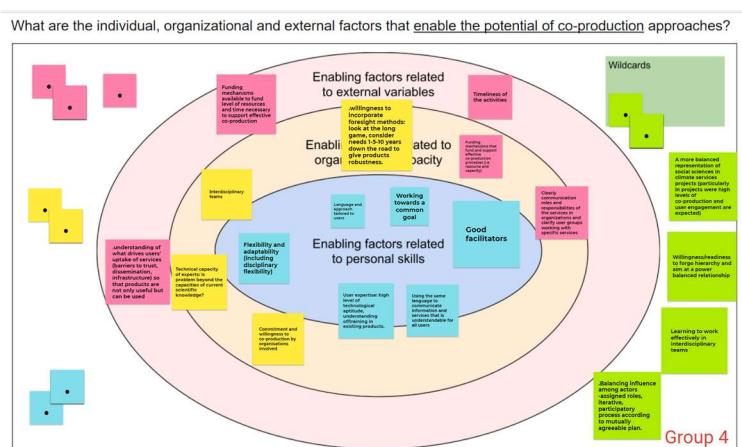 What are the individual, organizational and external factors that enable the potential of co-production approaches?
Enabling factors related
to external variables
Wildcards
Funding
mechanisms
available to fund
level of resources
and time necessary
to support effective
co-production
Timeliness of
the activities
.willingness to
incorporate
foresight methods:
look at the long
game, consider
needs 1-5-10 years
down the road to
give products
robustness.
Enabli ated to
orga pacity
Funding
mechanisms that
fund and support
effective
co-production
processes (i.e.
resource and
capacity)
A more balanced
representation of
social sciences in
climate services
projects (particularly
in projects were high
levels of
co-production and
user engagement are
expected)
Interdisciplinary
teams
Language and
approach
tailored to
users
Working
towards a
common
goal
Good
facilitators
Clearly
communication
roles and
responsibilities of
the services in
organizations and
clarify user groups
working with
specific services
.understanding of
what drives users'
uptake of services
(barriers to trust,
dissemination,
infrastructure) so
that products are
not only useful but
can be used
Flexibility and
adaptability
(including
disciplinary
flexibility)
Enabling factors related
to personal skills
Willingness/readiness
to forgo hierarchy and
aim at a power
balanced relationship
Technical capacity
of experts is
problem beyond the
capacities of current
scientific
knowledge?
User expertise: high
level of
technological
aptitude,
understanding
oftraining in
existing products.
Using the same
language to
communicate
information and
services that is
understandable for
all users
Commitment and
willingness to
co-production by
organisations
involved
Learning to work
effectively in
interdisciplinary
teams
.Balancing influence
among actors
-assigned roles,
iterative,
participatory
process according
to mutually
agreeable plan.
Group 4